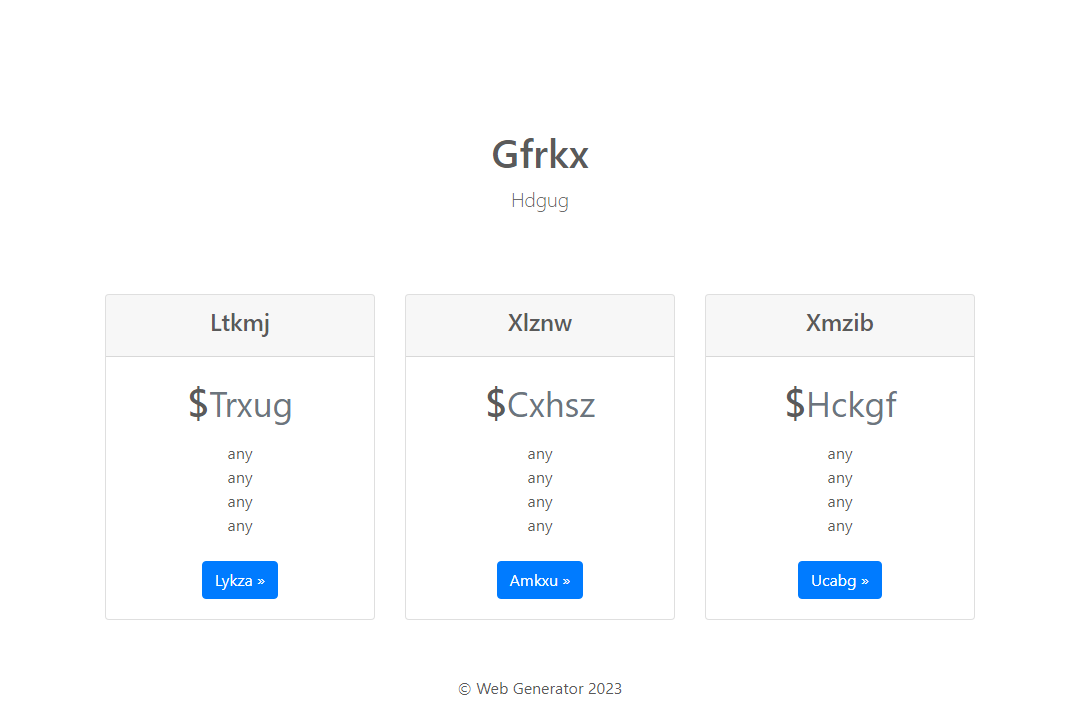 Gfrkx
Hdgug
Ltkmj
$Trxug
any
any
any
any
Lykza »
Xlznw
$Cxhsz
any
any
any
any
Amkxu »
Xmzib
$Hckgf
any
any
any
any
Ucabg »
© Web Generator 2023